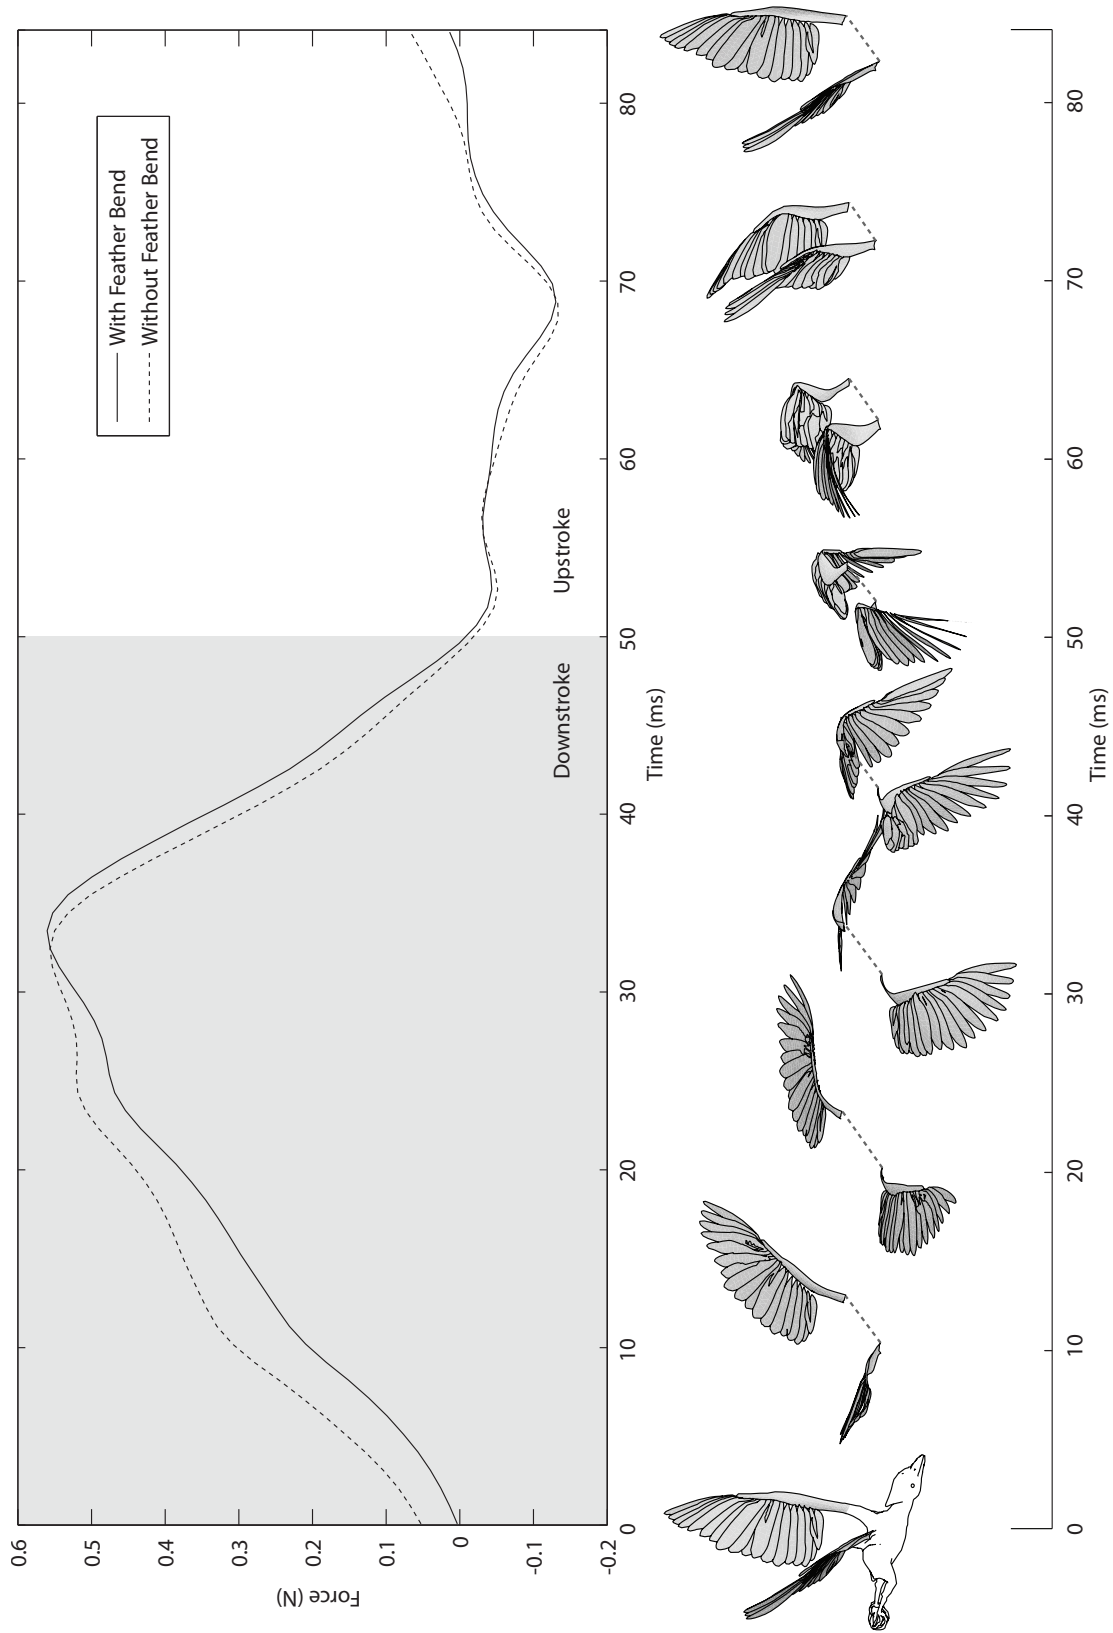 0.6
0.5
0.4
0.3
0.2
0.1
0
-0.1
-0.2
Force (N)
With Feather Bend
Without Feather Bend
Downstroke
Upstroke
0 10 20 30 40 50 60 70 80
Time (ms)
0 10 20 30 40 50 60 70 80
Time (ms)